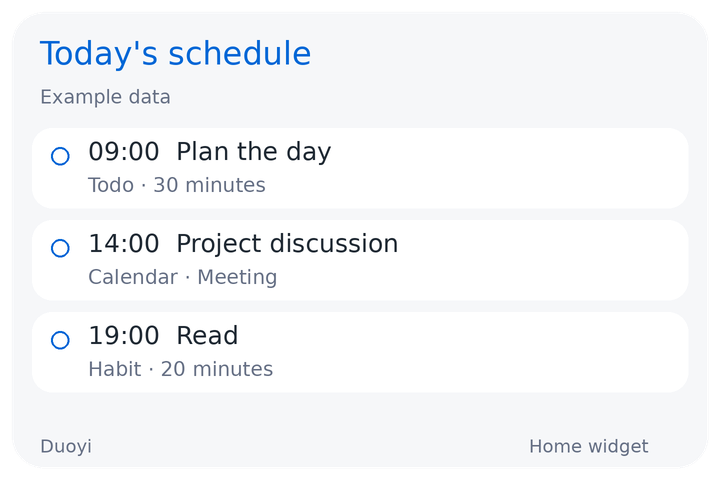 Today's schedule
Example data
09:00 Plan the day
Todo · 30 minutes
14:00 Project discussion
Calendar · Meeting
19:00 Read
Habit · 20 minutes
Duoyi
Home widget